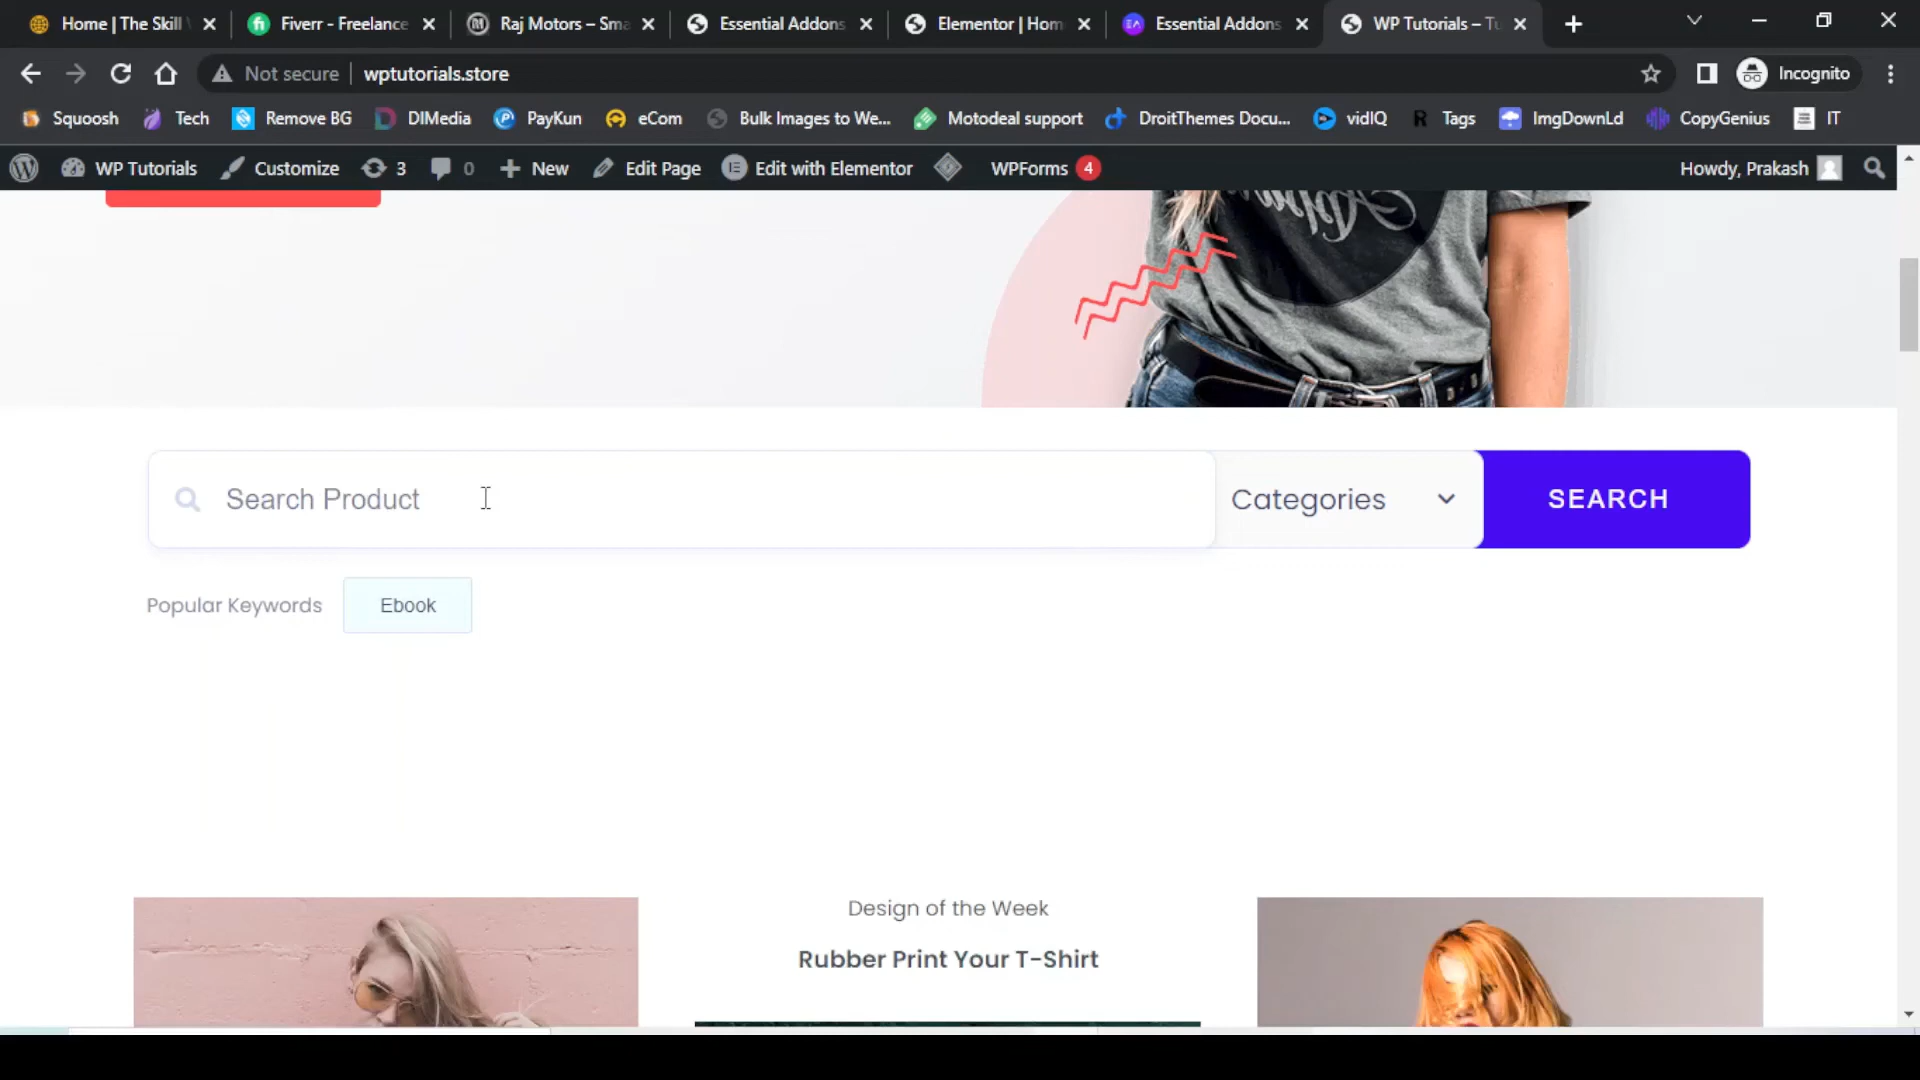 Home | The Skill
Fiverr - Freelance
Raj Motors – Sma
Essential Addons
Elementor | Hom
Essential Addons
WP Tutorials – Tu
Not secure
wptutorials.store
Incognito
Squoosh
Tech
Remove BG
DIMedia
PayKun
eCom
Bulk Images to We...
Motodeal support
DroitThemes Docu...
vidIQ
Tags
ImgDownLd
CopyGenius
IT
WP Tutorials
Customize
3
0
New
Edit Page
Edit with Elementor
WPForms 4
Howdy, Prakash
Search Product
Categories
SEARCH
Popular Keywords
Ebook
Design of the Week
Rubber Print Your T-Shirt